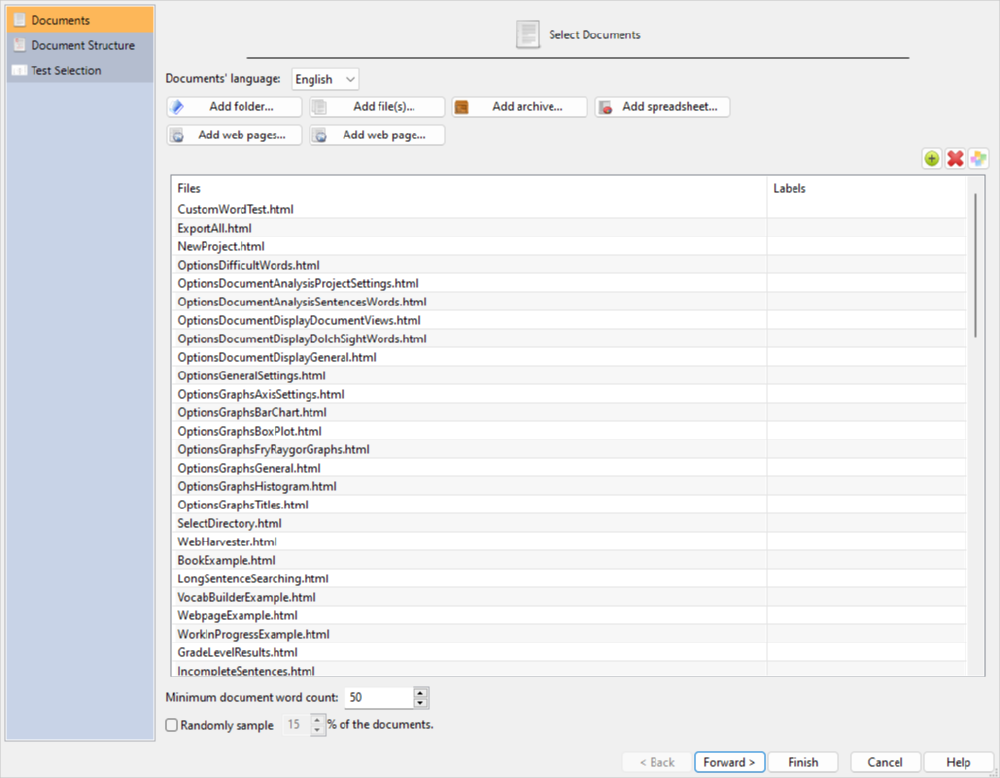 Documents
Document Structure
Test Selection
Select Documents
Documents' language: English
Add folder... Add file(s)... Add archive... Add spreadsheet...
Add web pages... Add web page...
Files Labels
CustomWordTest.html
ExportAll.html
NewProject.html
OptionsDifficultWords.html
OptionsDocumentAnalysisProjectSettings.html
OptionsDocumentAnalysisSentencesWords.html
OptionsDocumentDisplayDocumentViews.html
OptionsDocumentDisplayDolchSightWords.html
OptionsDocumentDisplayGeneral.html
OptionsGeneralSettings.html
OptionsGraphsAxisSettings.html
OptionsGraphsBarChart.html
OptionsGraphsBoxPlot.html
OptionsGraphsFryRaygorGraphs.html
OptionsGraphsGeneral.html
OptionsGraphsHistogram.html
OptionsGraphsTitles.html
SelectDirectory.html
WebHarvester.html
BookExample.html
LongSentenceSearching.html
VocabBuilderExample.html
WebpageExample.html
WorkInProgressExample.html
GradeLevelResults.html
IncompleteSentences.html
Minimum document word count: 50
Randomly sample 15 % of the documents.
< Back Forward > Finish Cancel Help